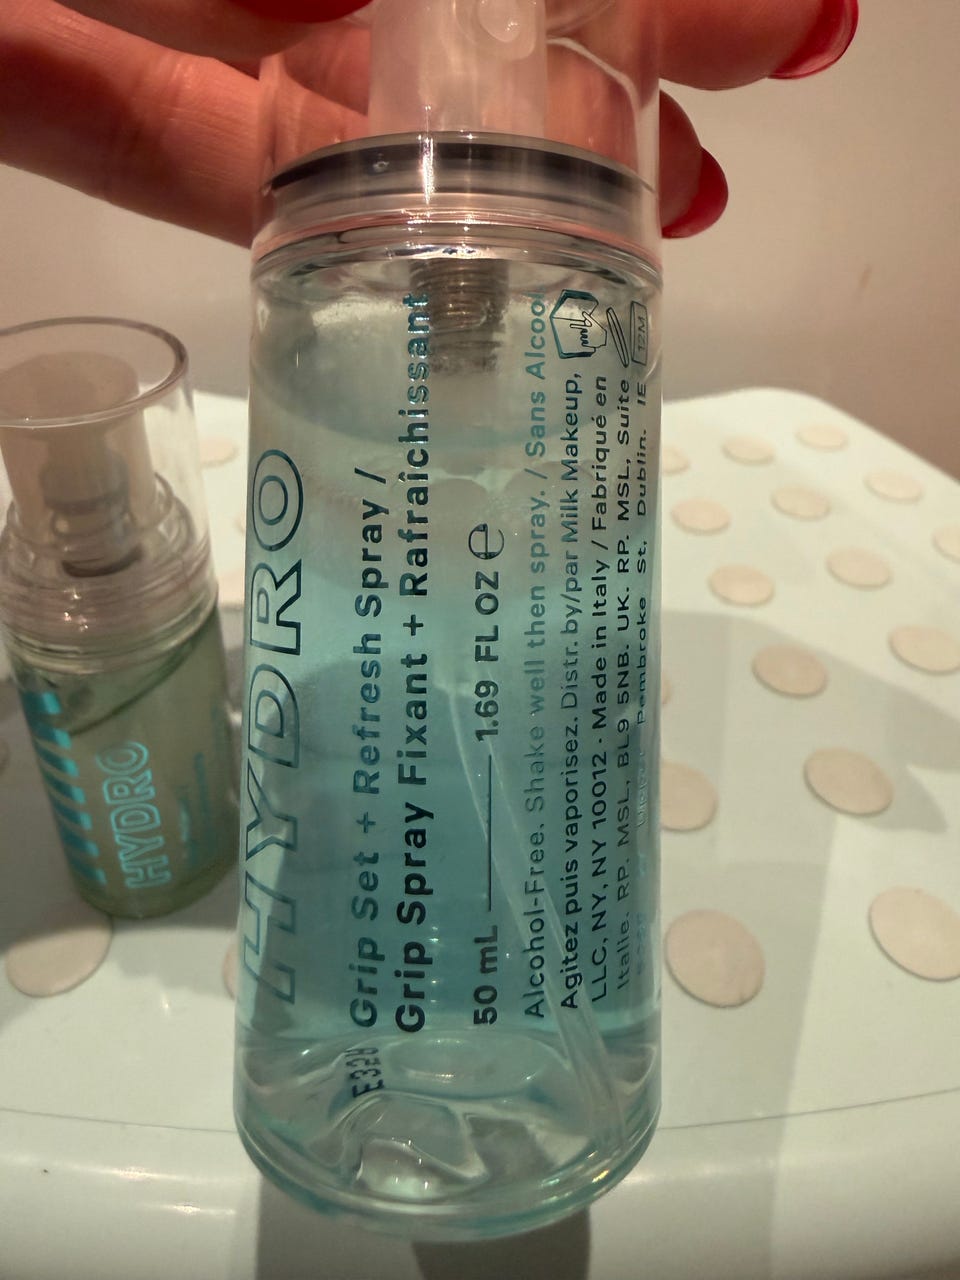 HYDRO
Grip Set + Refresh Spray /
Grip Spray Fixant + Rafraîchissant
50 mL 1.69 FL OZ ℮
Alcohol-Free. Shake well then spray. / Sans Alcool.
Agitez puis vaporisez. Distr. by/par Milk Makeup,
LLC, NY, NY 10012 · Made in Italy / Fabriqué en
Italie. RP. MSL, BL9 5NB. UK. RP. MSL, Suite
Pembroke St, Dublin. IE
12M
E32U
HYDRO